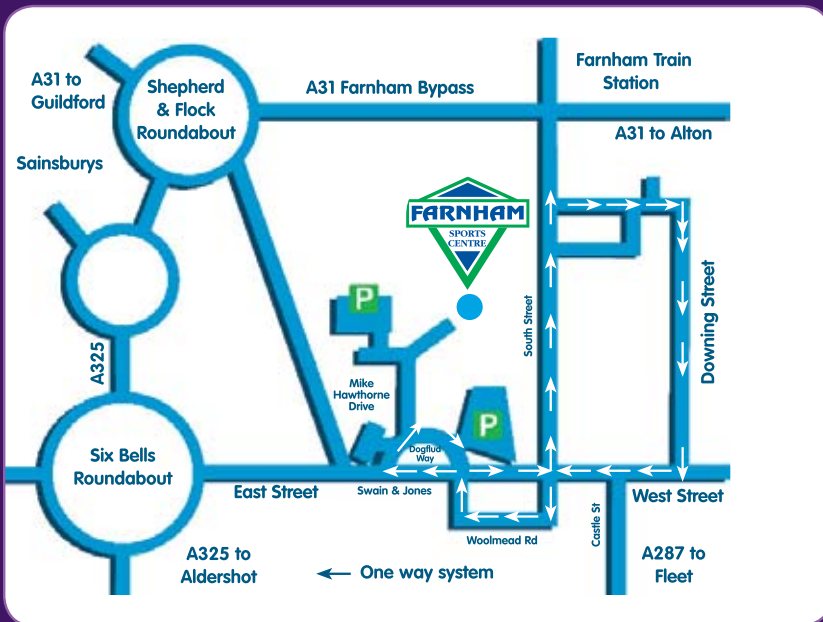 Farnham Train
Station
A31 to
Guildford
Shepherd
& Flock
Roundabout
A31 Farnham Bypass
A31 to Alton
Sainsburys
FARNHAM
SPORTS
CENTRE
P
South Street
Downing Street
A325
Mike
Hawthorne
Drive
P
Dogflud
Way
Six Bells
Roundabout
East Street
Swain & Jones
West Street
Woolmead Rd
Castle St
A325 to
Aldershot
A287 to
Fleet
One way system